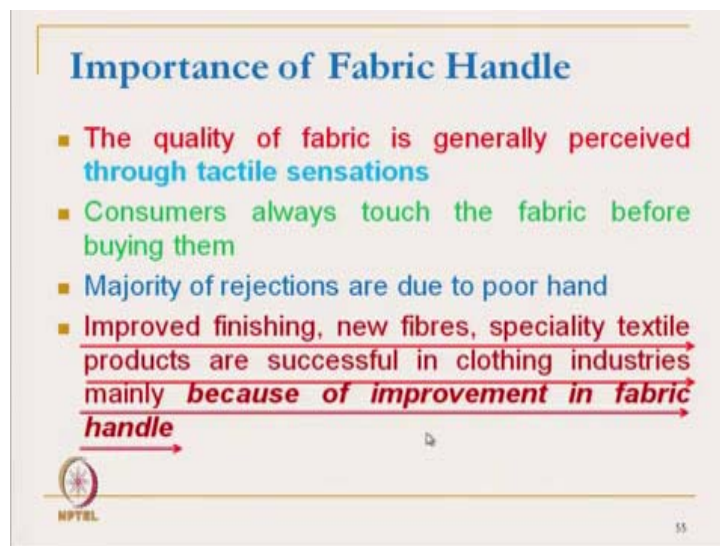 Importance of Fabric Handle
The quality of fabric is generally perceived
through tactile sensations
Consumers always touch the fabric before
buying them
Majority of rejections are due to poor hand
Improved finishing, new fibres, speciality textile
products are successful in clothing industries
mainly because of improvement in fabric
handle
NPTEL
55